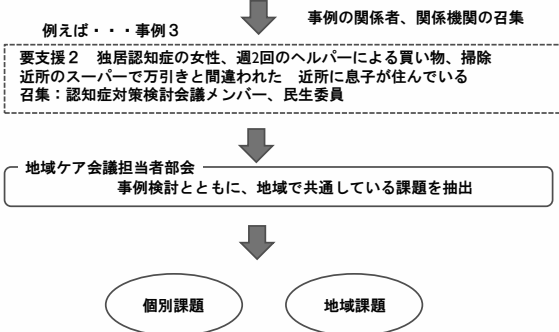 事例の関係者、関係機関の召集
例えば・・・事例３
要支援２　独居認知症の女性、週2回のヘルパーによる買い物、掃除
近所のスーパーで万引きと間違われた　近所に息子が住んでいる
召集：認知症対策検討会議メンバー、民生委員
地域ケア会議担当者部会
事例検討とともに、地域で共通している課題を抽出
個別課題
地域課題